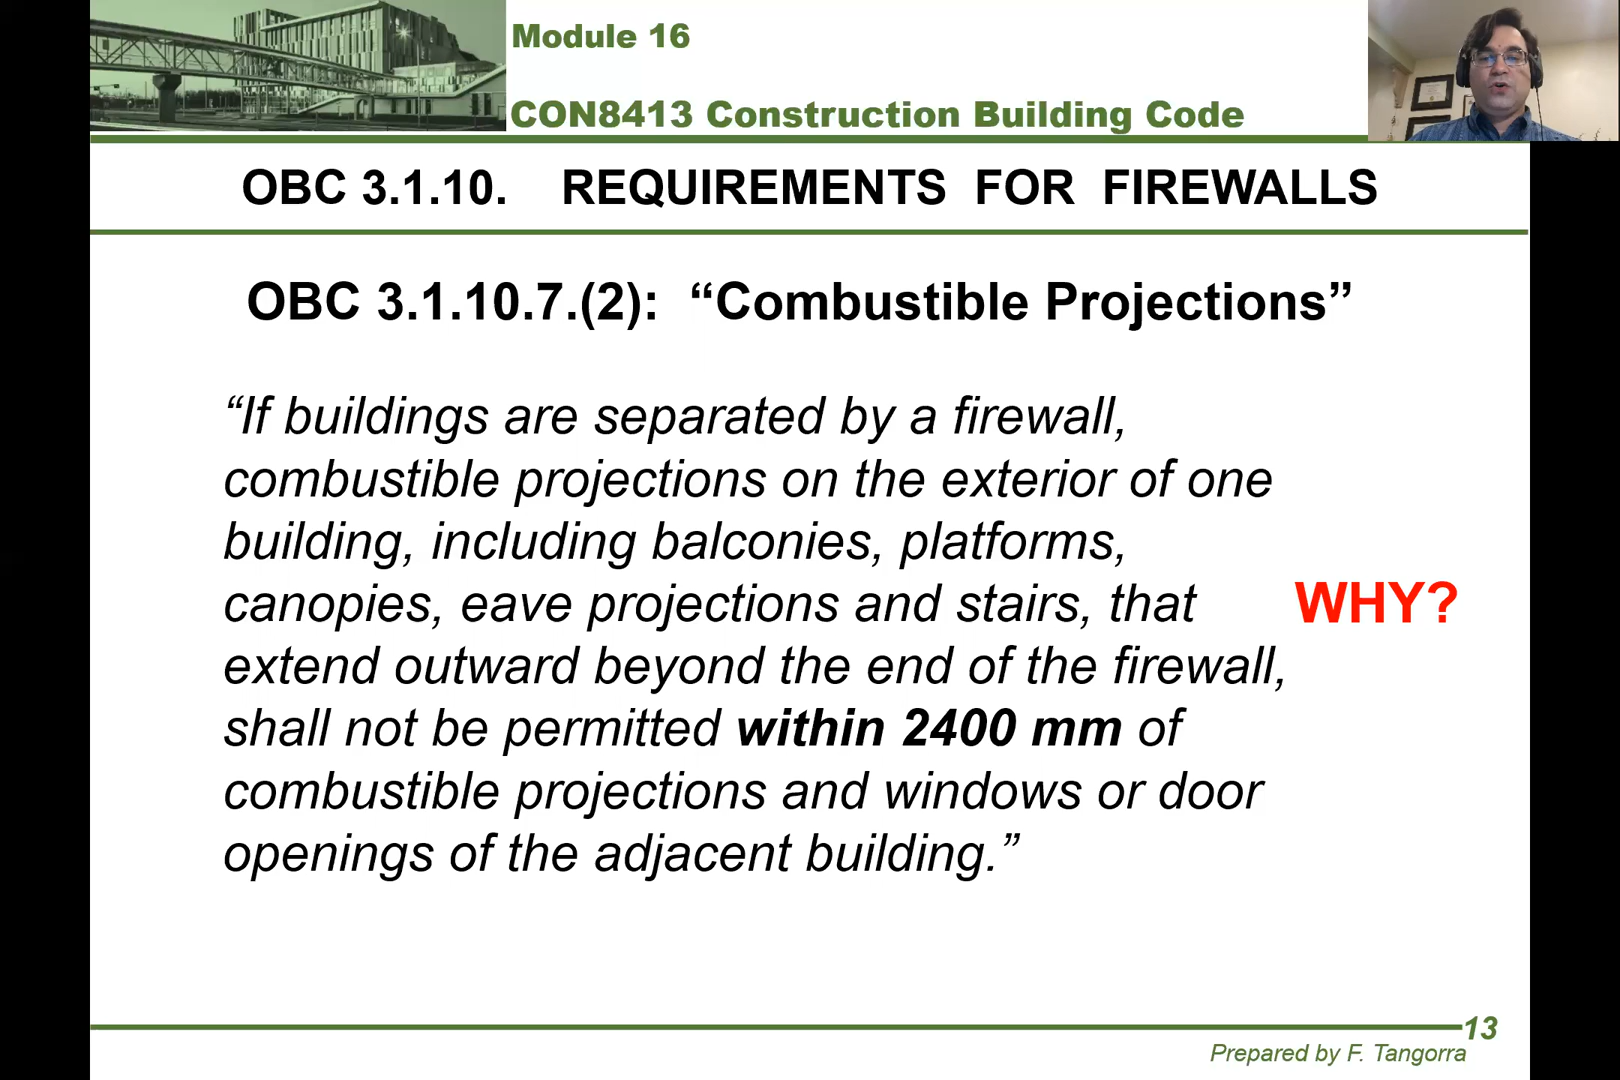 Module 16
CON8413 Construction Building Code
OBC 3.1.10. REQUIREMENTS FOR FIREWALLS
OBC 3.1.10.7.(2): “Combustible Projections”
“If buildings are separated by a firewall,
combustible projections on the exterior of one
building, including balconies, platforms,
canopies, eave projections and stairs, that
WHY?
extend outward beyond the end of the firewall,
shall not be permitted within 2400 mm of
combustible projections and windows or door
openings of the adjacent building.”
13
Prepared by F. Tangorra